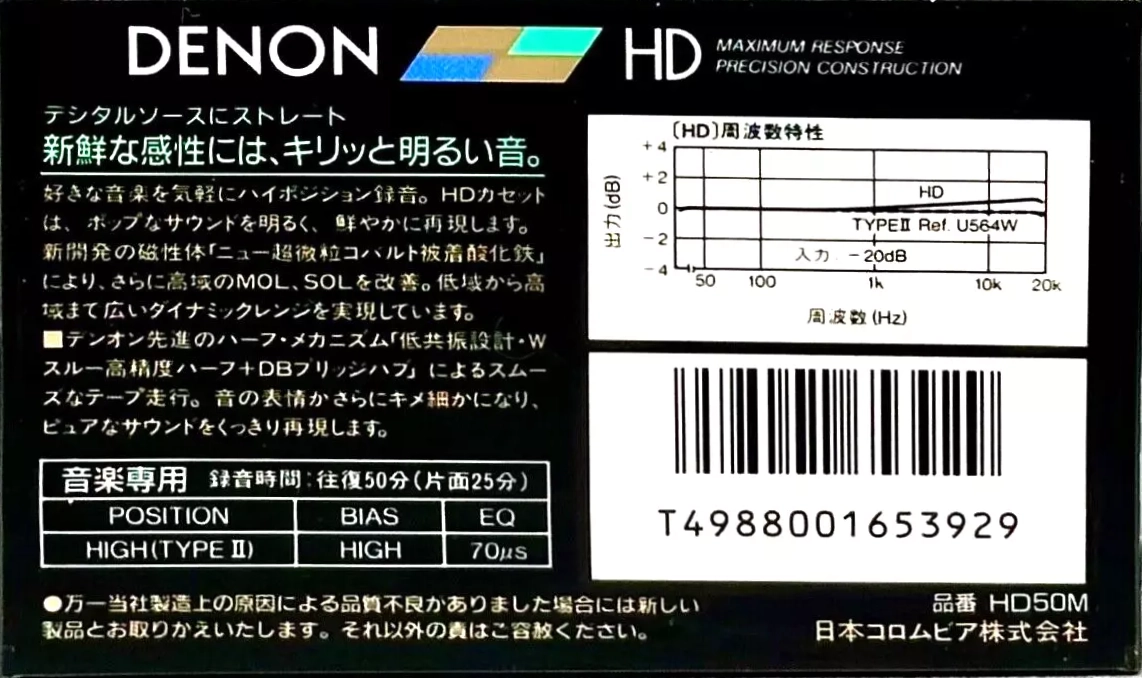 DENON HD MAXIMUM RESPONSE
PRECISION CONSTRUCTION
デジタルソースにストレート
新鮮な感性には、キリッと明るい音。
好きな音楽を気軽にハイポジション録音。HDカセット
は、ポップなサウンドを明るく、鮮やかに再現します。
新開発の磁性体「ニュー超微粒コバルト被着酸化鉄」
により、さらに高域のMOL、SOLを改善。低域から高
域まで広いダイナミックレンジを実現しています。
■デンオン先進のハーフ・メカニズム「低共振設計・W
スルー高精度ハーフ+DBブリッジハブ」によるスムー
ズなテープ走行。音の表情がさらにキメ細かになり、
ピュアなサウンドをくっきり再現します。
音楽専用 録音時間:往復50分(片面25分)
POSITION BIAS EQ
HIGH(TYPE II) HIGH 70μs
●万一当社製造上の原因による品質不良がありました場合には新しい
製品とお取りかえいたします。それ以外の責はご容赦ください。
〔HD〕周波数特性
出力(dB)
+4
+2
0
-2
-4
HD
TYPEII Ref. U564W
入力 -20dB
50 100 1k 10k 20k
周波数(Hz)
T4988001653929
品番 HD50M
日本コロムビア株式会社